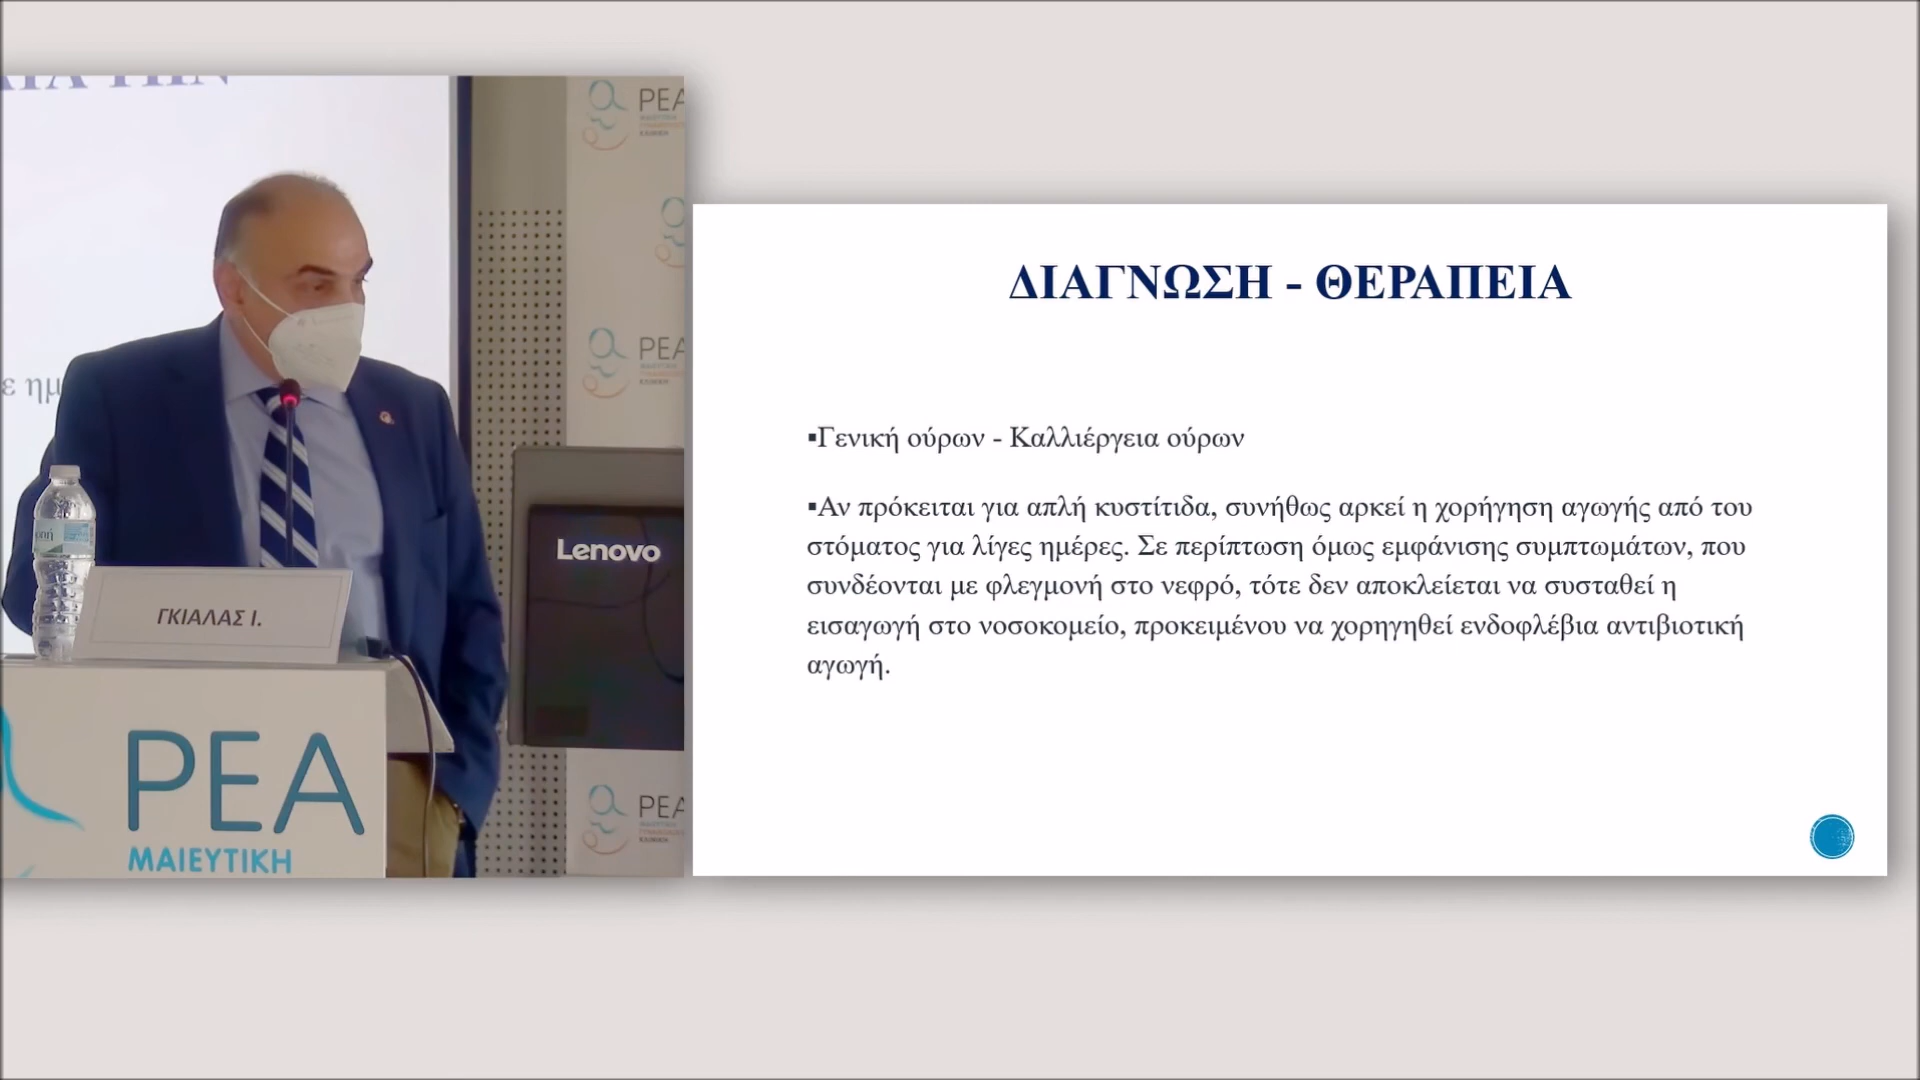 ΡΕΑ
ΡΕΑ
ε ημ
Lenovo
ΓΚΙΑΛΑΣ Ι.
ΡΕΑ
ΜΑΙΕΥΤΙΚΗ
ΡΕΑ
ΔΙΑΓΝΩΣΗ - ΘΕΡΑΠΕΙΑ
▪Γενική ούρων - Καλλιέργεια ούρων
▪Αν πρόκειται για απλή κυστίτιδα, συνήθως αρκεί η χορήγηση αγωγής από του
στόματος για λίγες ημέρες. Σε περίπτωση όμως εμφάνισης συμπτωμάτων, που
συνδέονται με φλεγμονή στο νεφρό, τότε δεν αποκλείεται να συσταθεί η
εισαγωγή στο νοσοκομείο, προκειμένου να χορηγηθεί ενδοφλέβια αντιβιοτική
αγωγή.